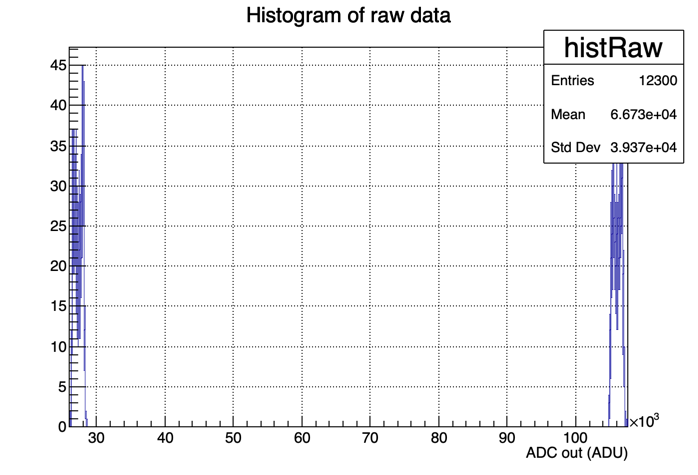 Histogram of raw data
histRaw
Entries 12300
Mean 6.673e+04
Std Dev 3.937e+04
45
40
35
30
25
20
15
10
5
0
30 40 50 60 70 80 90 100 ×10³
ADC out (ADU)